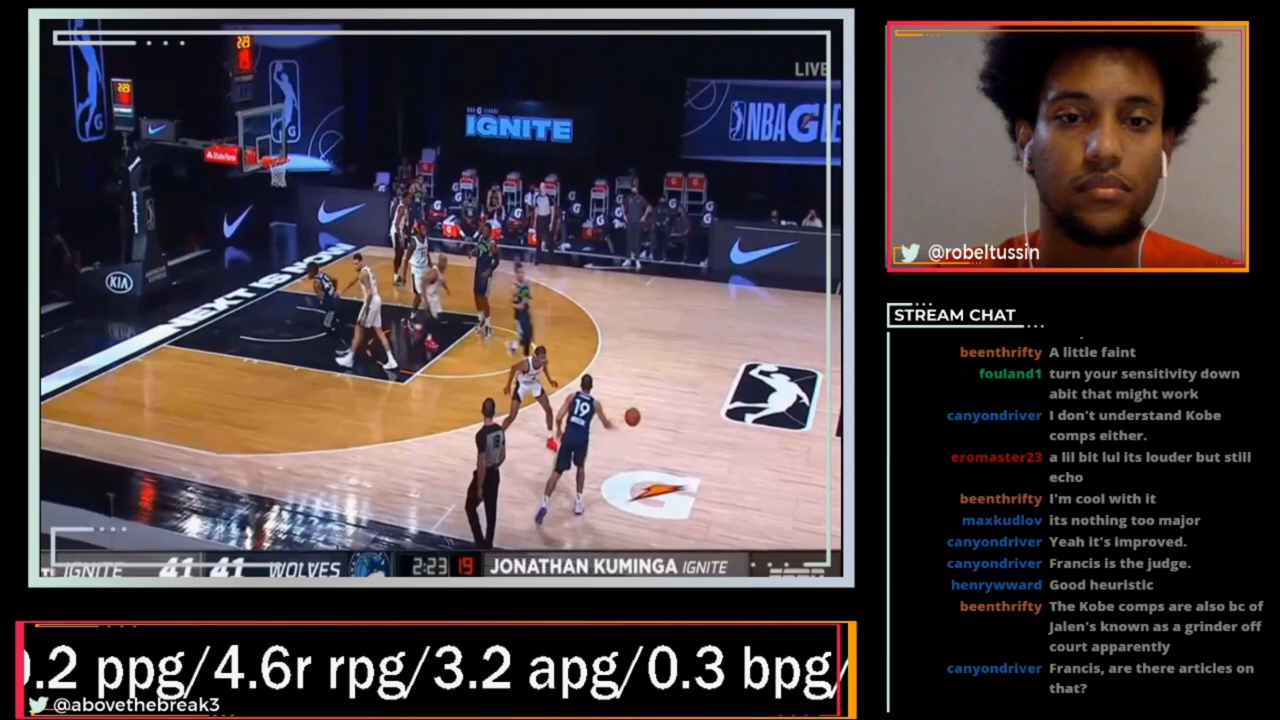 LIVE
IGNITE
NBA G LE
G
State Farm
KIA
NEXT IS NOW
19
18
G
IGNITE 41 41 WOLVES 2:23 19 JONATHAN KUMINGA IGNITE
.2 ppg/4.6r rpg/3.2 apg/0.3 bpg/
@abovethebreak3
@robeltussin
STREAM CHAT
beenthrifty A little faint
fouland1 turn your sensitivity down
abit that might work
canyondriver I don't understand Kobe
comps either.
eromaster23 a lil bit lul its louder but still
echo
beenthrifty I'm cool with it
maxkudlov its nothing too major
canyondriver Yeah it's improved.
canyondriver Francis is the judge.
henrywward Good heuristic
beenthrifty The Kobe comps are also bc of
Jalen's known as a grinder off
court apparently
canyondriver Francis, are there articles on
that?